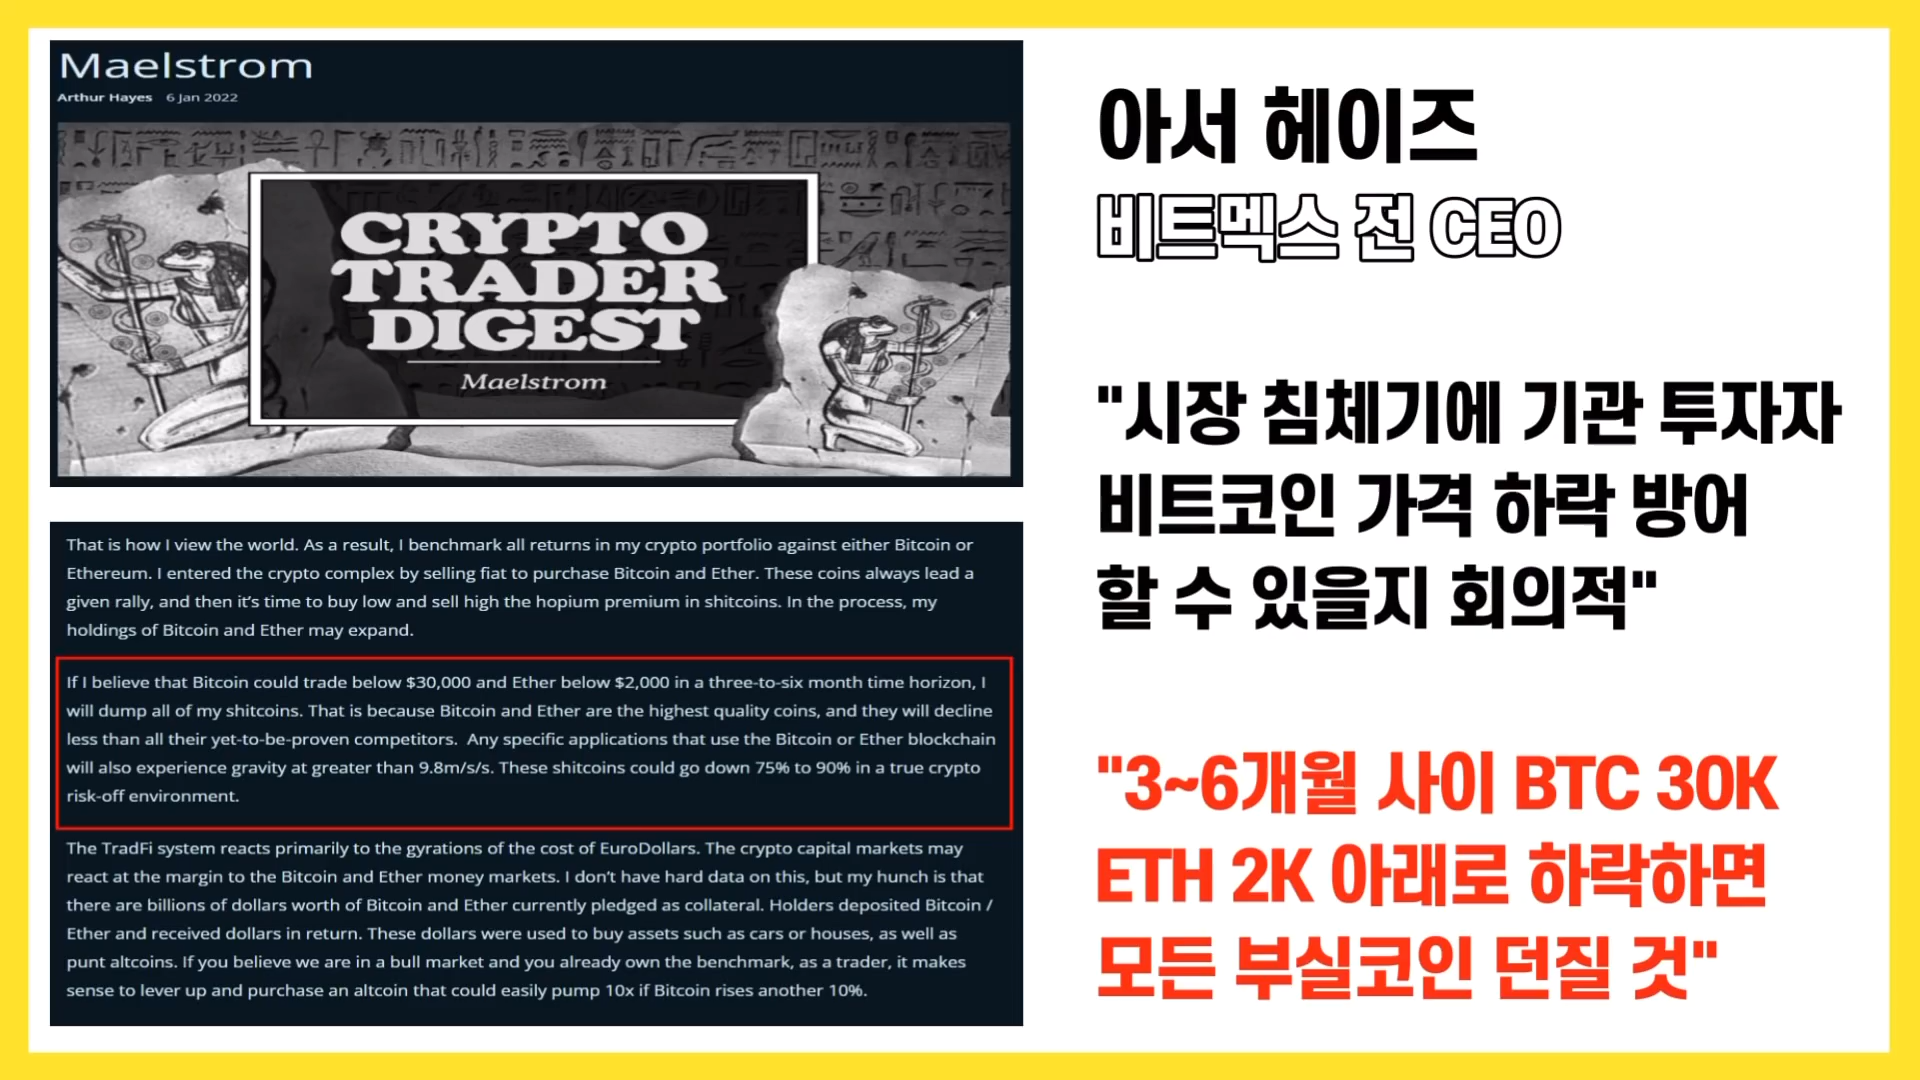 Maelstrom
Arthur Hayes 6 Jan 2022
CRYPTO
TRADER
DIGEST
Maelstrom
That is how I view the world. As a result, I benchmark all returns in my crypto portfolio against either Bitcoin or
Ethereum. I entered the crypto complex by selling fiat to purchase Bitcoin and Ether. These coins always lead a
given rally, and then it's time to buy low and sell high the hopium premium in shitcoins. In the process, my
holdings of Bitcoin and Ether may expand.
If I believe that Bitcoin could trade below $30,000 and Ether below $2,000 in a three-to-six month time horizon, I
will dump all of my shitcoins. That is because Bitcoin and Ether are the highest quality coins, and they will decline
less than all their yet-to-be-proven competitors. Any specific applications that use the Bitcoin or Ether blockchain
will also experience gravity at greater than 9.8m/s/s. These shitcoins could go down 75% to 90% in a true crypto
risk-off environment.
The TradFi system reacts primarily to the gyrations of the cost of EuroDollars. The crypto capital markets may
react at the margin to the Bitcoin and Ether money markets. I don't have hard data on this, but my hunch is that
there are billions of dollars worth of Bitcoin and Ether currently pledged as collateral. Holders deposited Bitcoin /
Ether and received dollars in return. These dollars were used to buy assets such as cars or houses, as well as
punt altcoins. If you believe we are in a bull market and you already own the benchmark, as a trader, it makes
sense to lever up and purchase an altcoin that could easily pump 10x if Bitcoin rises another 10%.
아서 헤이즈
비트멕스 전 CEO
"시장 침체기에 기관 투자자
비트코인 가격 하락 방어
할 수 있을지 회의적"
"3~6개월 사이 BTC 30K
ETH 2K 아래로 하락하면
모든 부실코인 던질 것"